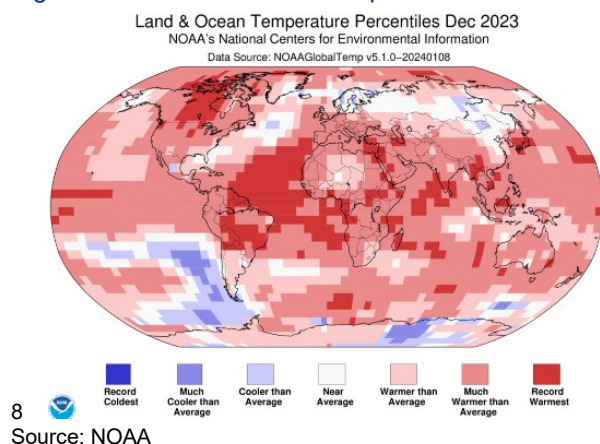 Land & Ocean Temperature Percentiles Dec 2023
NOAA's National Centers for Environmental Information
Data Source: NOAAGlobalTemp v5.1.0–20240108
Record Coldest
Much Cooler than Average
Cooler than Average
Near Average
Warmer than Average
Much Warmer than Average
Record Warmest
8
Source: NOAA